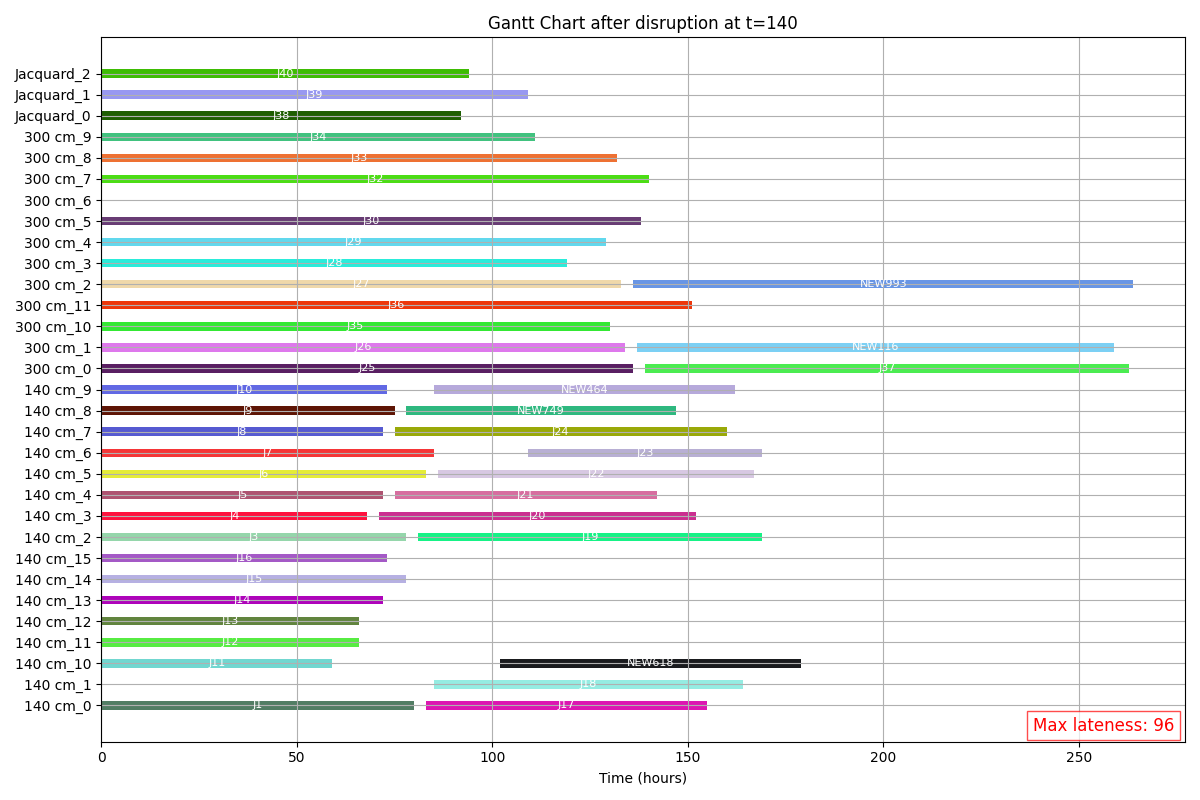 Gantt Chart after disruption at t=140
Jacquard_2 J40
Jacquard_1 J39
Jacquard_0 J38
300 cm_9 J34
300 cm_8 J33
300 cm_7 J32
300 cm_6
300 cm_5 J30
300 cm_4 J29
300 cm_3 J28
300 cm_2 J27 NEW993
300 cm_11 J36
300 cm_10 J35
300 cm_1 J26 NEW116
300 cm_0 J25 J37
140 cm_9 J10 NEW464
140 cm_8 J9 NEW749
140 cm_7 J8 J24
140 cm_6 J7 J23
140 cm_5 J6 J22
140 cm_4 J5 J21
140 cm_3 J4 J20
140 cm_2 J3 J19
140 cm_15 J16
140 cm_14 J15
140 cm_13 J14
140 cm_12 J13
140 cm_11 J12
140 cm_10 J11 NEW618
140 cm_1 J18
140 cm_0 J1 J17
Max lateness: 96
0 50 100 150 200 250
Time (hours)